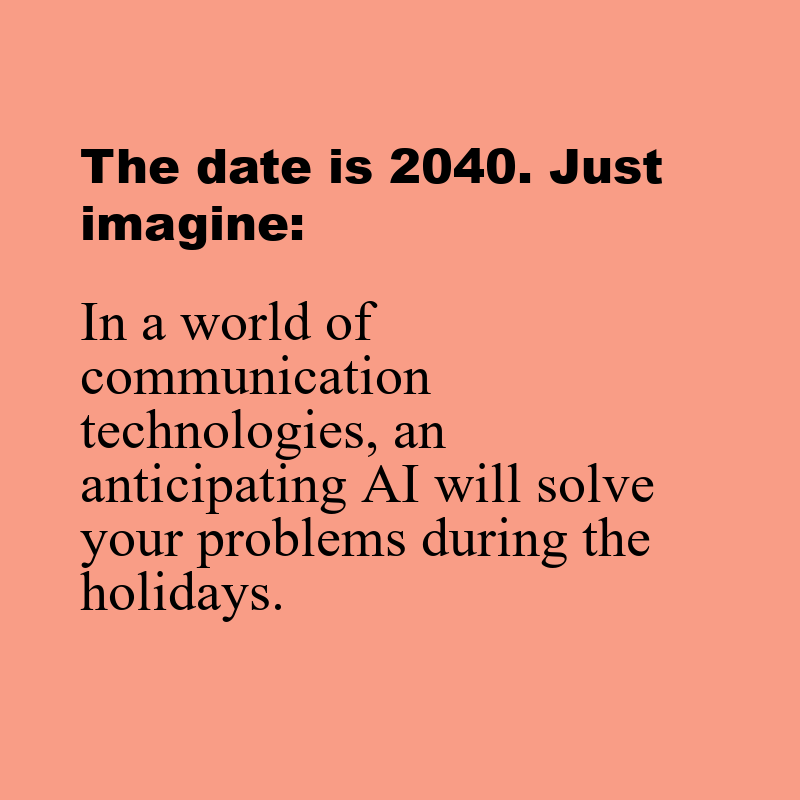 The date is 2040. Just
imagine:
In a world of
communication
technologies, an
anticipating AI will solve
your problems during the
holidays.